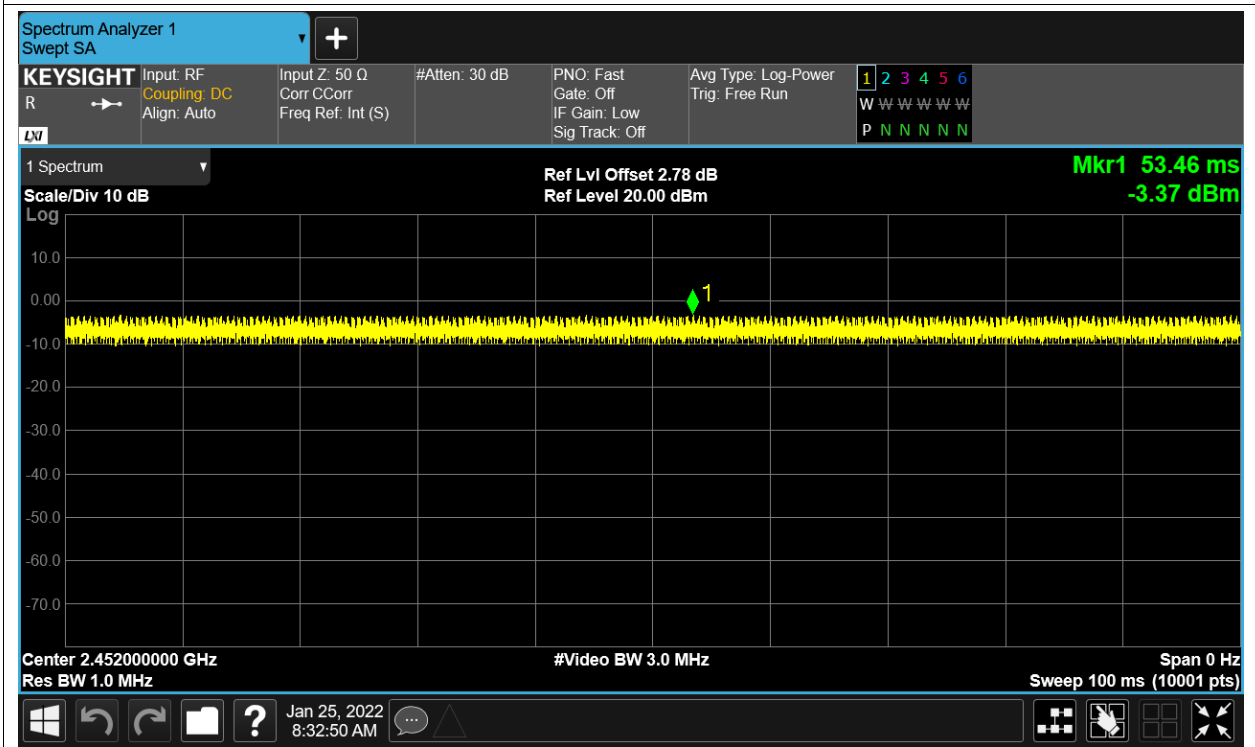 Spectrum Analyzer 1
Swept SA
KEYSIGHT
R
LXI
Input: RF
Coupling: DC
Align: Auto
Input Z: 50 Ω
Corr CCorr
Freq Ref: Int (S)
#Atten: 30 dB
PNO: Fast
Gate: Off
IF Gain: Low
Sig Track: Off
Avg Type: Log-Power
Trig: Free Run
1 2 3 4 5 6
W W W W W W
P N N N N N
1 Spectrum
Scale/Div 10 dB
Ref Lvl Offset 2.78 dB
Ref Level 20.00 dBm
Mkr1 53.46 ms
-3.37 dBm
Log
10.0
0.00
1
-10.0
-20.0
-30.0
-40.0
-50.0
-60.0
-70.0
Center 2.452000000 GHz
#Video BW 3.0 MHz
Span 0 Hz
Res BW 1.0 MHz
Sweep 100 ms (10001 pts)
?
Jan 25, 2022
8:32:50 AM